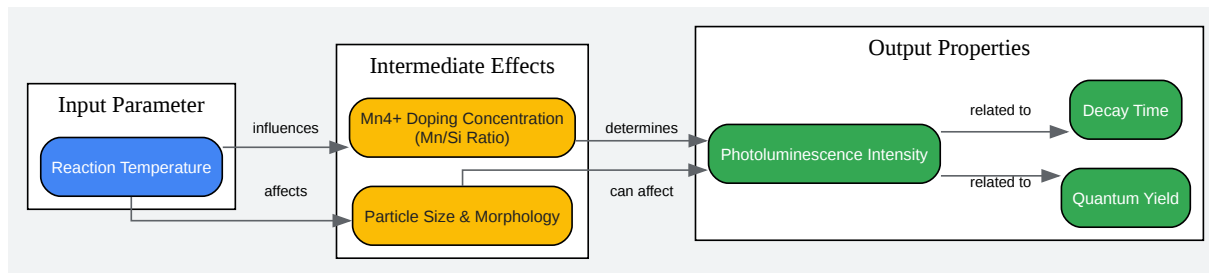 Input Parameter
Reaction Temperature
influences
affects
Intermediate Effects
Mn4+ Doping Concentration
(Mn/Si Ratio)
Particle Size & Morphology
determines
can affect
Output Properties
Photoluminescence Intensity
related to
related to
Decay Time
Quantum Yield